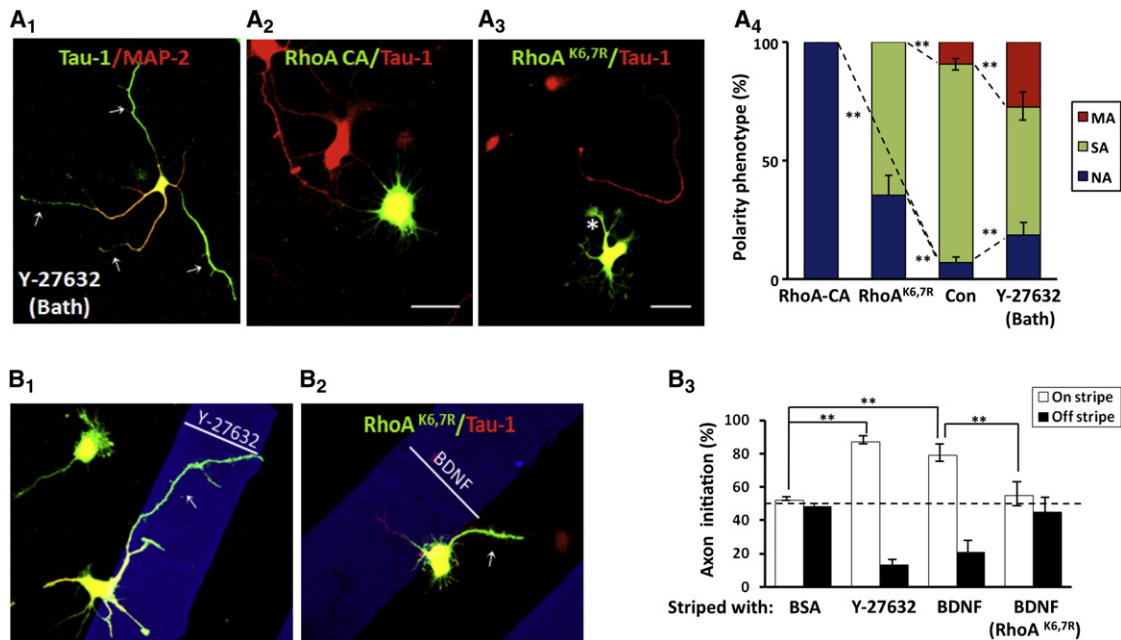 A1
Tau-1/MAP-2
Y-27632
(Bath)
A2
RhoA CA/Tau-1
A3
RhoA K6,7R/Tau-1
*
A4
Polarity phenotype (%)
100
50
0
**
**
**
**
**
RhoA-CA
RhoA K6,7R
Con
Y-27632
(Bath)
MA
SA
NA
B1
Y-27632
B2
RhoA K6,7R/Tau-1
BDNF
B3
On stripe
Off stripe
Axon initiation (%)
100
80
60
40
20
0
**
**
**
Striped with:
BSA
Y-27632
BDNF
BDNF
(RhoA K6,7R)